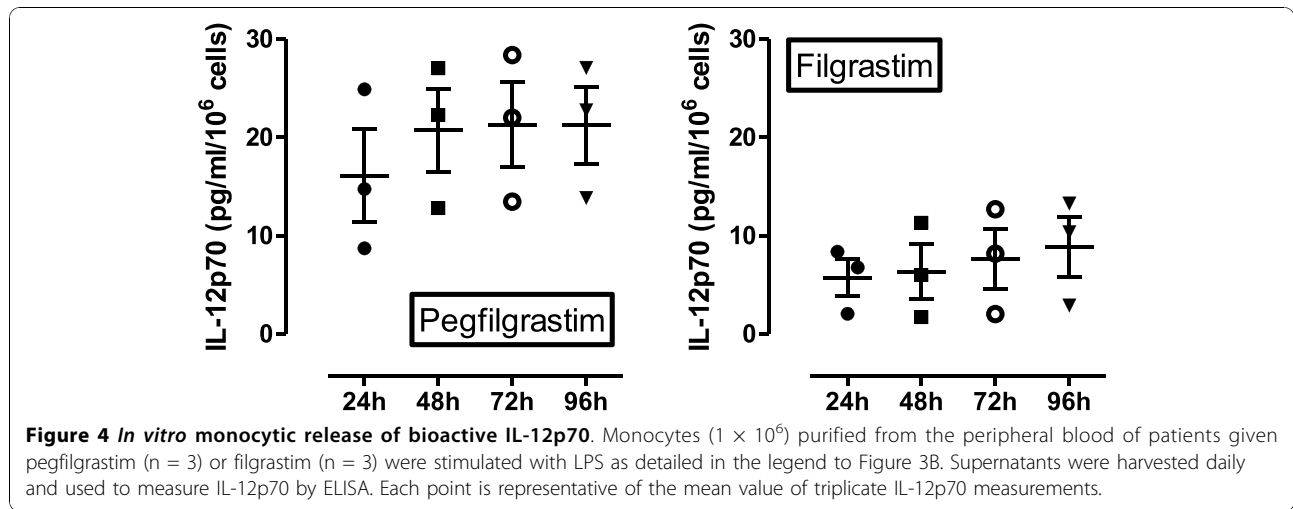 IL-12p70 (pg/ml/10⁶ cells)
30
20
10
0
Pegfilgrastim
24h 48h 72h 96h
IL-12p70 (pg/ml/10⁶ cells)
30
20
10
0
Filgrastim
24h 48h 72h 96h
Figure 4 In vitro monocytic release of bioactive IL-12p70. Monocytes (1 × 10⁶) purified from the peripheral blood of patients given
pegfilgrastim (n = 3) or filgrastim (n = 3) were stimulated with LPS as detailed in the legend to Figure 3B. Supernatants were harvested daily
and used to measure IL-12p70 by ELISA. Each point is representative of the mean value of triplicate IL-12p70 measurements.